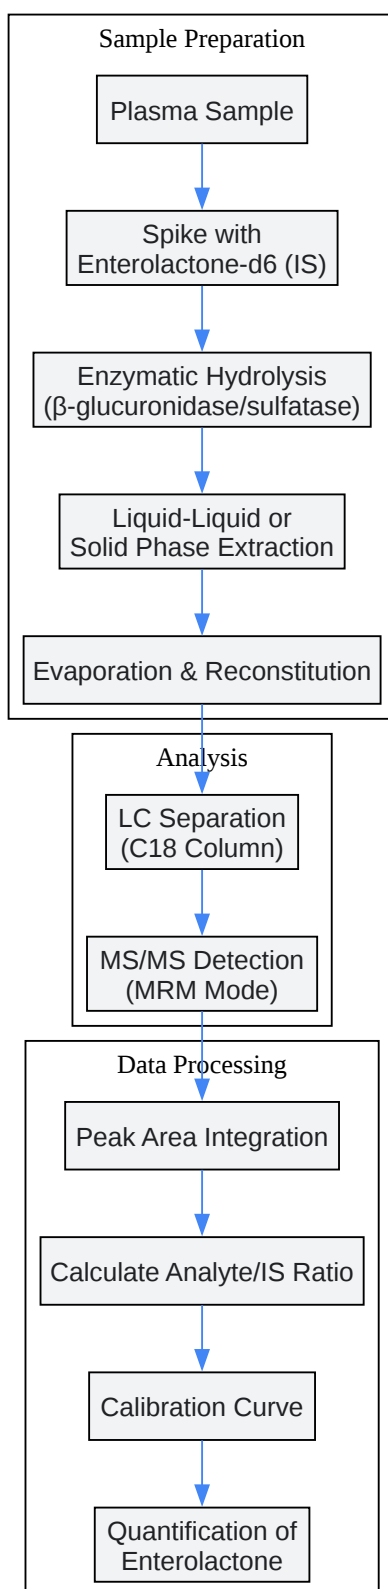 Sample Preparation
Plasma Sample
Spike with
Enterolactone-d6 (IS)
Enzymatic Hydrolysis
(β-glucuronidase/sulfatase)
Liquid-Liquid or
Solid Phase Extraction
Evaporation & Reconstitution
Analysis
LC Separation
(C18 Column)
MS/MS Detection
(MRM Mode)
Data Processing
Peak Area Integration
Calculate Analyte/IS Ratio
Calibration Curve
Quantification of
Enterolactone